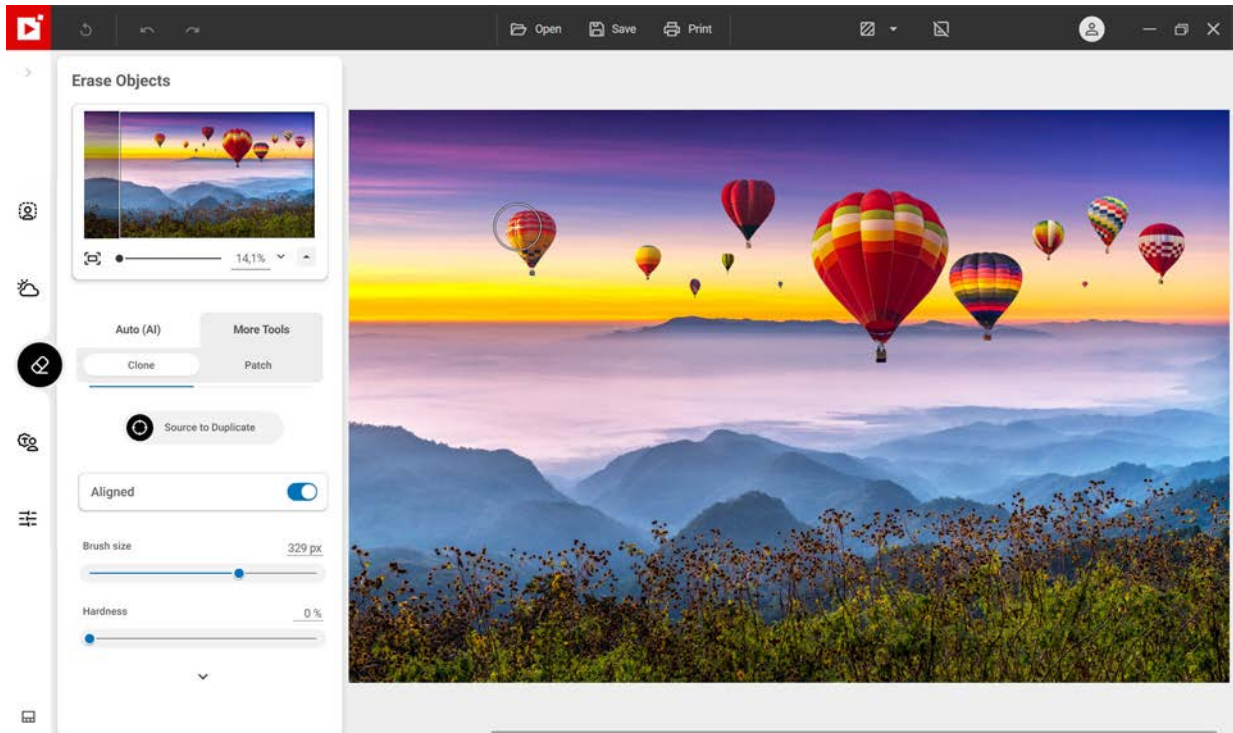 Open Save Print
Erase Objects
14,1%
Auto (AI) More Tools
Clone Patch
Source to Duplicate
Aligned
Brush size 329 px
Hardness 0 %